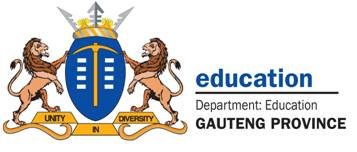 education
Department: Education
GAUTENG PROVINCE
UNITY IN DIVERSITY